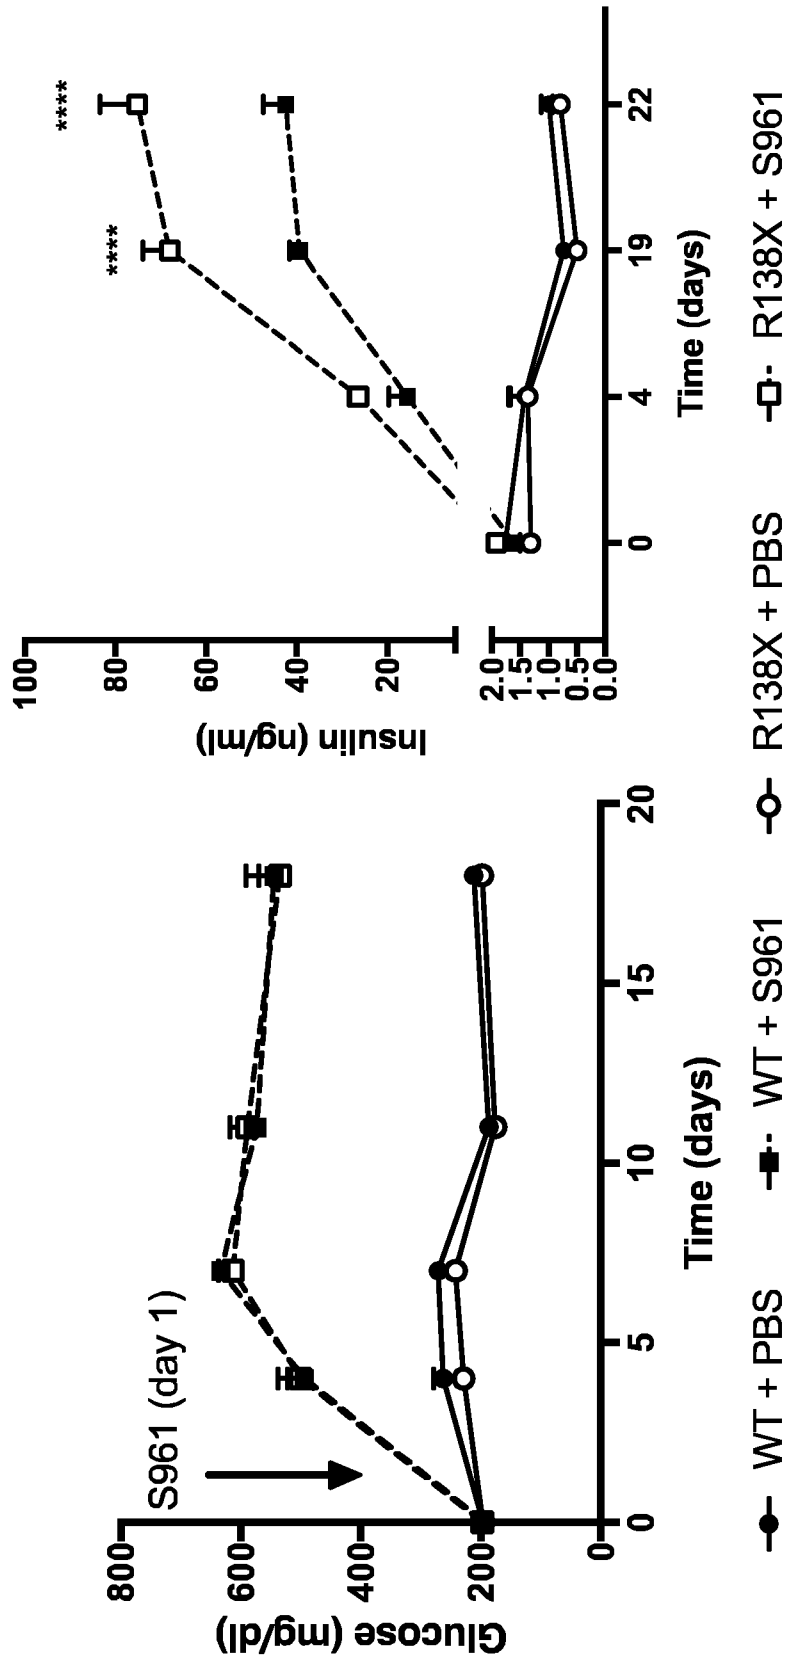 S961 (day 1)
Glucose (mg/dl)
800
600
400
200
0
0
5
10
15
20
Time (days)
Insulin (ng/ml)
100
80
60
40
20
2.0
1.5
1.0
0.5
0.0
****
****
0
4
19
22
Time (days)
WT + PBS
WT + S961
R138X + PBS
R138X + S961